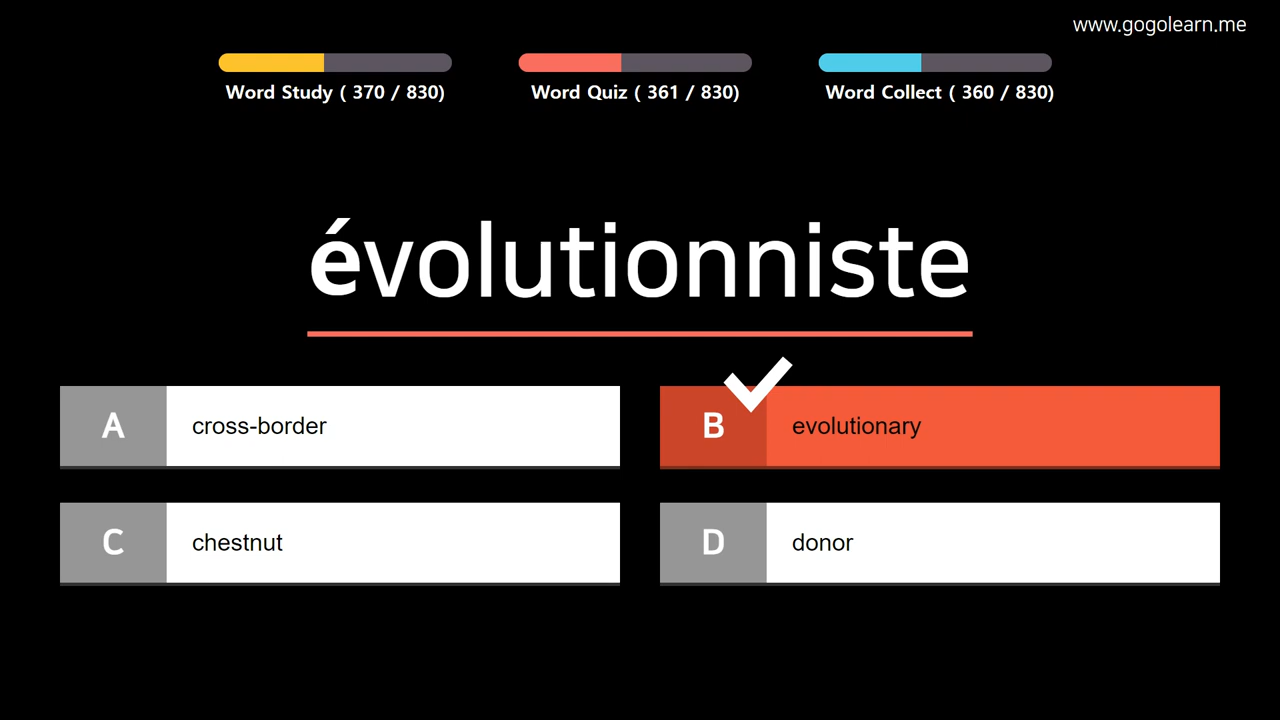 www.gogolearn.me
Word Study ( 370 / 830)
Word Quiz ( 361 / 830)
Word Collect ( 360 / 830)
évolutionniste
A cross-border
B evolutionary
C chestnut
D donor